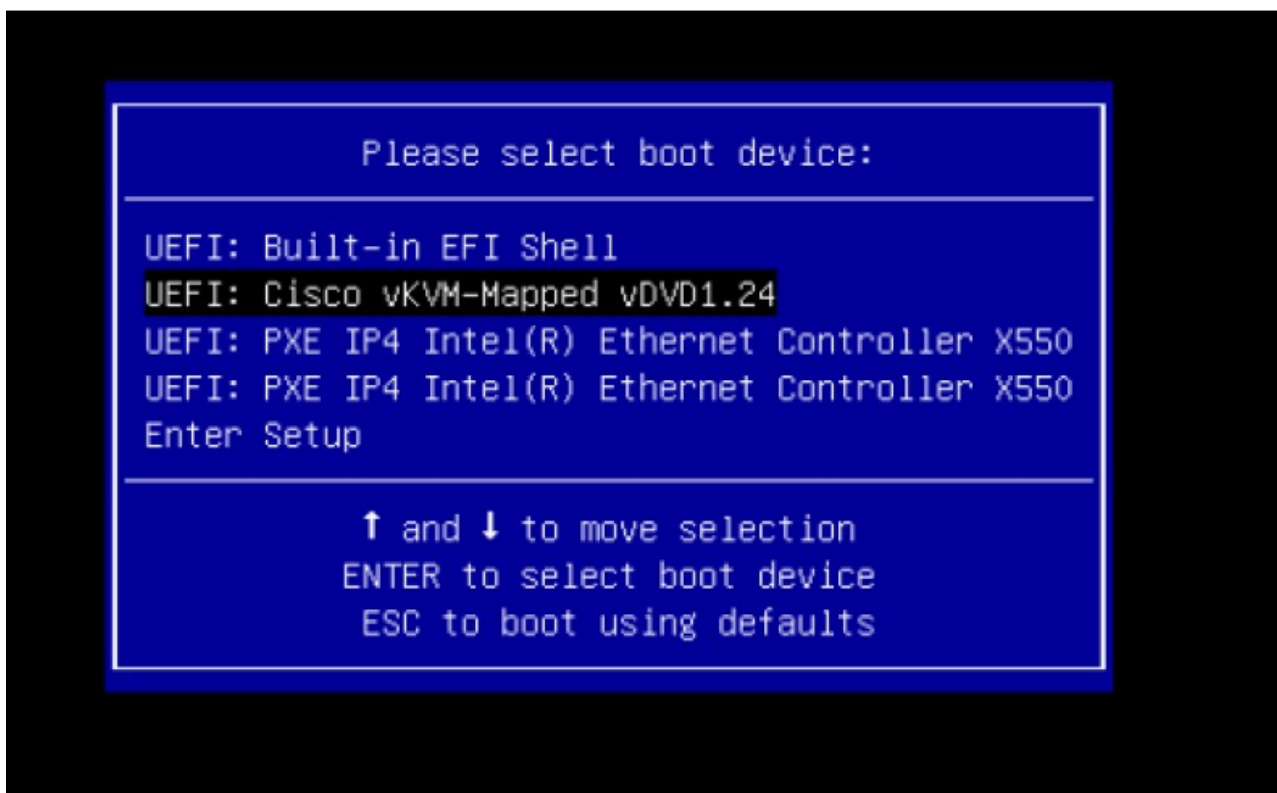 Please select boot device:
UEFI: Built-in EFI Shell
UEFI: Cisco vKVM-Mapped vDVD1.24
UEFI: PXE IP4 Intel(R) Ethernet Controller X550
UEFI: PXE IP4 Intel(R) Ethernet Controller X550
Enter Setup
↑ and ↓ to move selection
ENTER to select boot device
ESC to boot using defaults